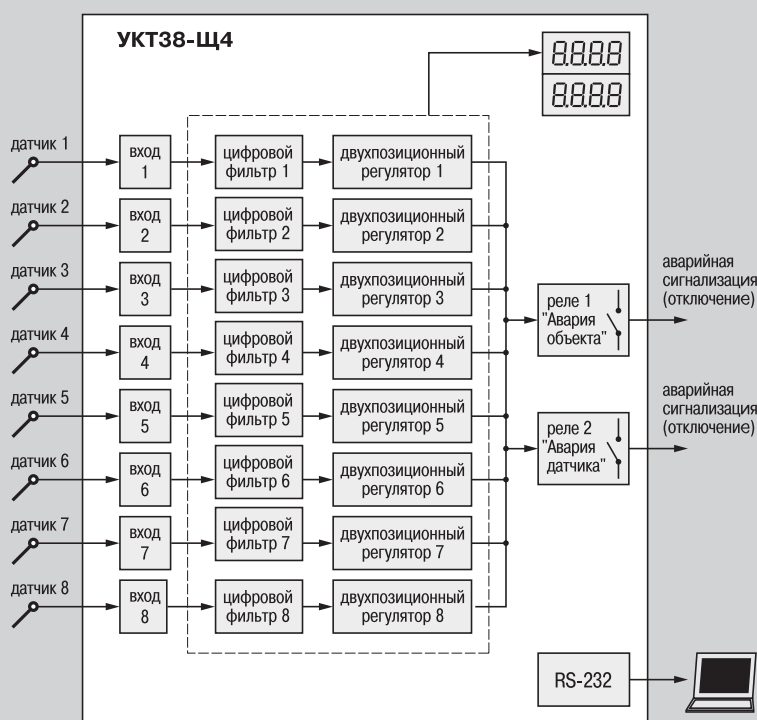 УКТ38-Щ4
8.8.8.8
8.8.8.8
датчик 1
вход
1
цифровой
фильтр 1
двухпозиционный
регулятор 1
датчик 2
вход
2
цифровой
фильтр 2
двухпозиционный
регулятор 2
датчик 3
вход
3
цифровой
фильтр 3
двухпозиционный
регулятор 3
датчик 4
вход
4
цифровой
фильтр 4
двухпозиционный
регулятор 4
датчик 5
вход
5
цифровой
фильтр 5
двухпозиционный
регулятор 5
датчик 6
вход
6
цифровой
фильтр 6
двухпозиционный
регулятор 6
датчик 7
вход
7
цифровой
фильтр 7
двухпозиционный
регулятор 7
датчик 8
вход
8
цифровой
фильтр 8
двухпозиционный
регулятор 8
реле 1
"Авария
объекта"
аварийная
сигнализация
(отключение)
реле 2
"Авария
датчика"
аварийная
сигнализация
(отключение)
RS-232